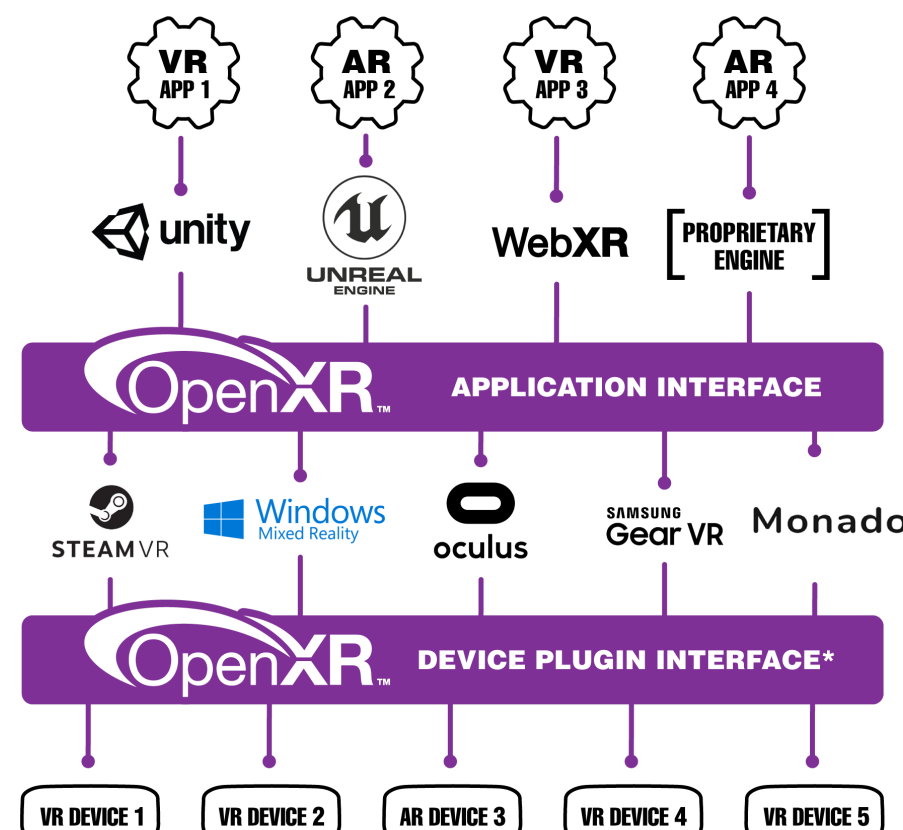 VR
APP 1
AR
APP 2
VR
APP 3
AR
APP 4
unity
UNREAL
ENGINE
WebXR
PROPRIETARY
ENGINE
OpenXR™ APPLICATION INTERFACE
STEAMVR
Windows
Mixed Reality
oculus
SAMSUNG
Gear VR
Monado
OpenXR™ DEVICE PLUGIN INTERFACE*
VR DEVICE 1
VR DEVICE 2
AR DEVICE 3
VR DEVICE 4
VR DEVICE 5